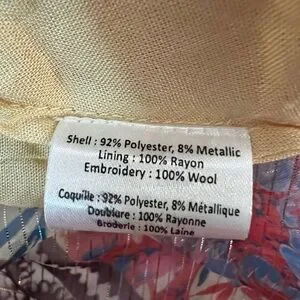 Shell : 92% Polyester, 8% Metallic
Lining : 100% Rayon
Embroidery : 100% Wool
Coquille : 92% Polyester, 8% Métallique
Doublure : 100% Rayonne
Broderie : 100% Laine